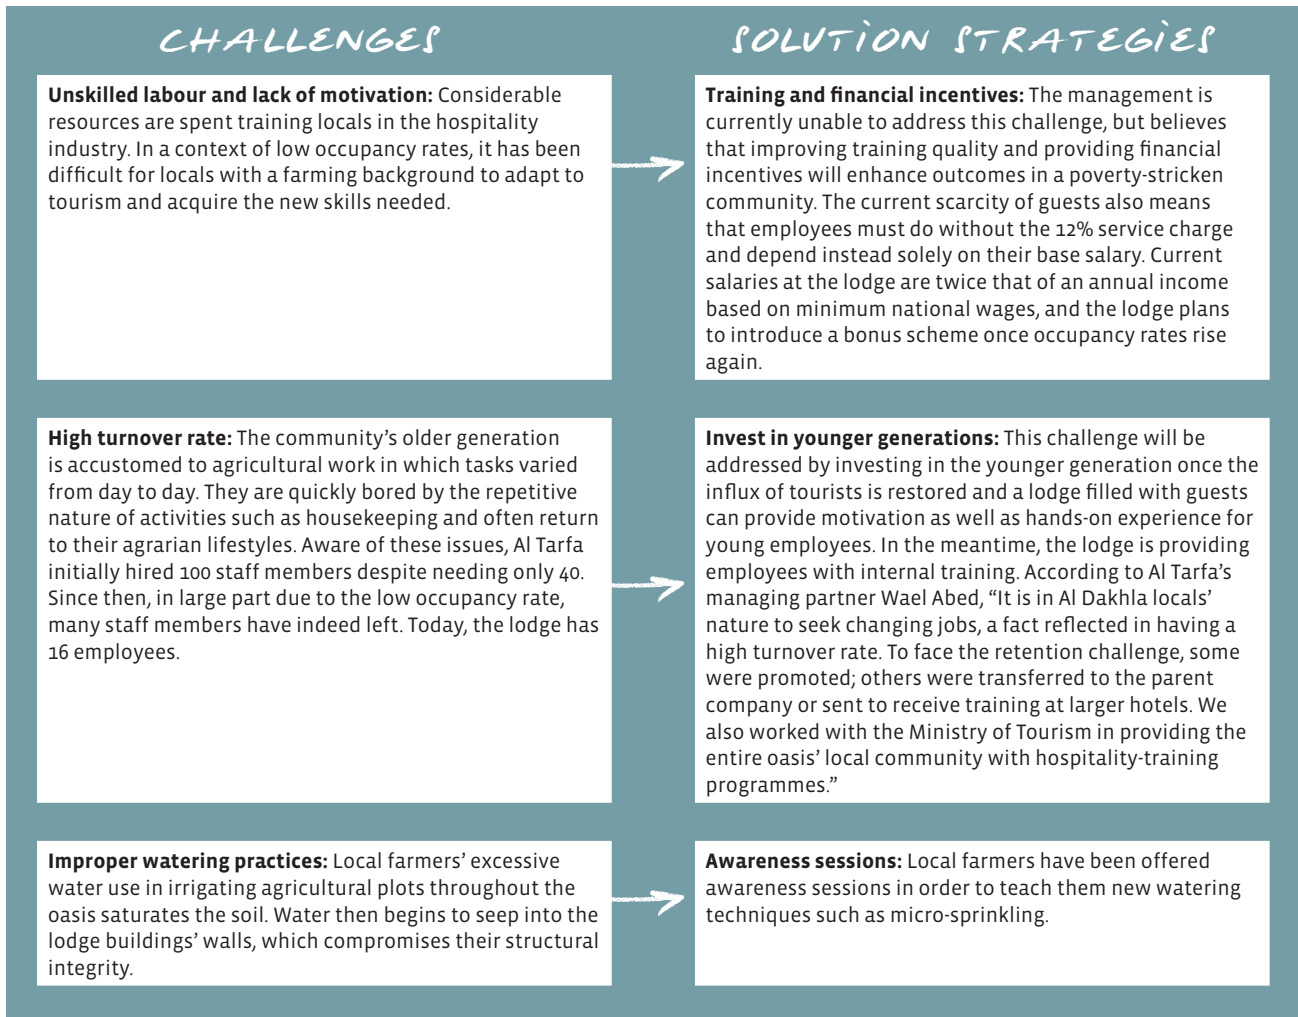 CHALLENGES
SOLUTION STRATEGIES
Unskilled labour and lack of motivation: Considerable
resources are spent training locals in the hospitality
industry. In a context of low occupancy rates, it has been
difficult for locals with a farming background to adapt to
tourism and acquire the new skills needed.
Training and financial incentives: The management is
currently unable to address this challenge, but believes
that improving training quality and providing financial
incentives will enhance outcomes in a poverty-stricken
community. The current scarcity of guests also means
that employees must do without the 12% service charge
and depend instead solely on their base salary. Current
salaries at the lodge are twice that of an annual income
based on minimum national wages, and the lodge plans
to introduce a bonus scheme once occupancy rates rise
again.
High turnover rate: The community’s older generation
is accustomed to agricultural work in which tasks varied
from day to day. They are quickly bored by the repetitive
nature of activities such as housekeeping and often return
to their agrarian lifestyles. Aware of these issues, Al Tarfa
initially hired 100 staff members despite needing only 40.
Since then, in large part due to the low occupancy rate,
many staff members have indeed left. Today, the lodge has
16 employees.
Invest in younger generations: This challenge will be
addressed by investing in the younger generation once the
influx of tourists is restored and a lodge filled with guests
can provide motivation as well as hands-on experience for
young employees. In the meantime, the lodge is providing
employees with internal training. According to Al Tarfa’s
managing partner Wael Abed, “It is in Al Dakhla locals’
nature to seek changing jobs, a fact reflected in having a
high turnover rate. To face the retention challenge, some
were promoted; others were transferred to the parent
company or sent to receive training at larger hotels. We
also worked with the Ministry of Tourism in providing the
entire oasis’ local community with hospitality-training
programmes.”
Improper watering practices: Local farmers’ excessive
water use in irrigating agricultural plots throughout the
oasis saturates the soil. Water then begins to seep into the
lodge buildings’ walls, which compromises their structural
integrity.
Awareness sessions: Local farmers have been offered
awareness sessions in order to teach them new watering
techniques such as micro-sprinkling.